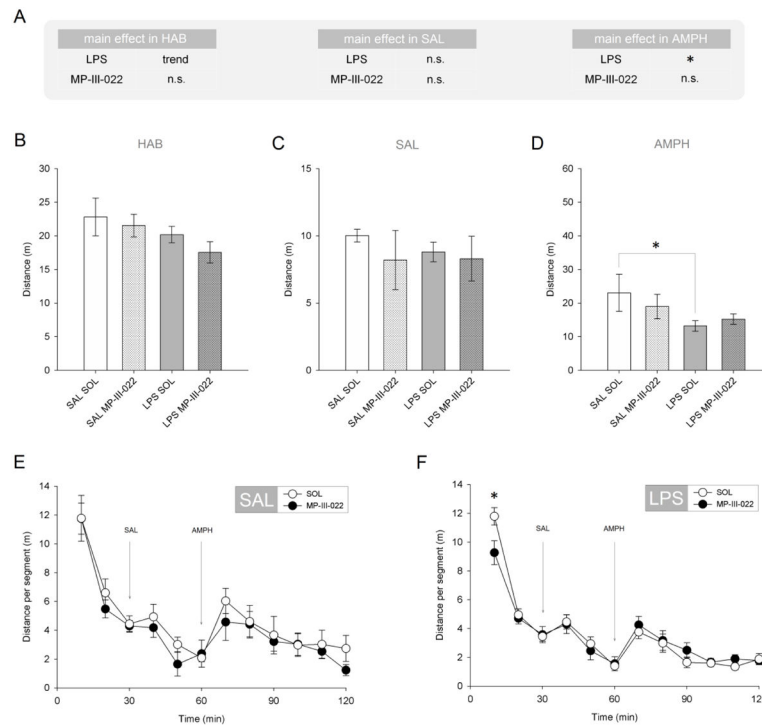 A
main effect in HAB
LPS trend
MP-III-022 n.s.
main effect in SAL
LPS n.s.
MP-III-022 n.s.
main effect in AMPH
LPS *
MP-III-022 n.s.
B
HAB
Distance (m)
30
25
20
15
10
5
0
SAL SOL
SAL MP-III-022
LPS SOL
LPS MP-III-022
C
SAL
Distance (m)
15
10
5
0
SAL SOL
SAL MP-III-022
LPS SOL
LPS MP-III-022
D
AMPH
Distance (m)
60
50
40
30
20
10
0
*
SAL SOL
SAL MP-III-022
LPS SOL
LPS MP-III-022
E
SAL
SOL
MP-III-022
Distance per segment (m)
14
12
10
8
6
4
2
0
SAL
AMPH
0 30 60 90 120
Time (min)
F
LPS
SOL
MP-III-022
Distance per segment (m)
14
12
10
8
6
4
2
0
*
SAL
AMPH
0 30 60 90 120
Time (min)